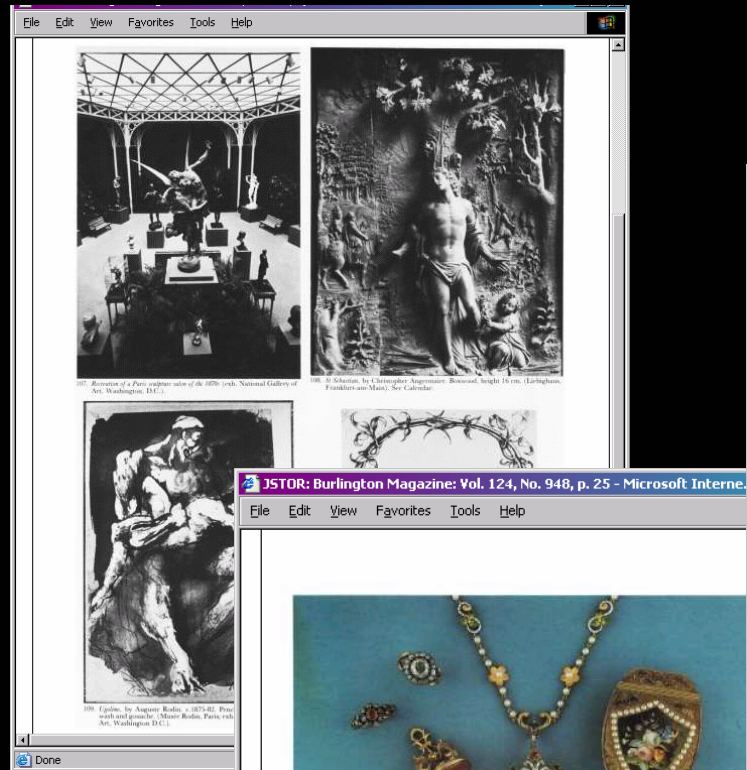 File Edit View Favorites Tools Help
107. Recreation of a Paris sculpture salon of the 1870s (exh. National Gallery of
Art, Washington, D.C.).
108. St Sebastian, by Christopher Angermaier. Boxwood, height 16 cm. (Liebighaus,
Frankfurt-am-Main). See Calendar.
109. Ugolino, by Auguste Rodin, c.1875-82.
wash and gouache. (Musée Rodin, Paris; exh.
Art, Washington D.C.).
Done
JSTOR: Burlington Magazine: Vol. 124, No. 948, p. 25 - Microsoft Interne.
File Edit View Favorites Tools Help